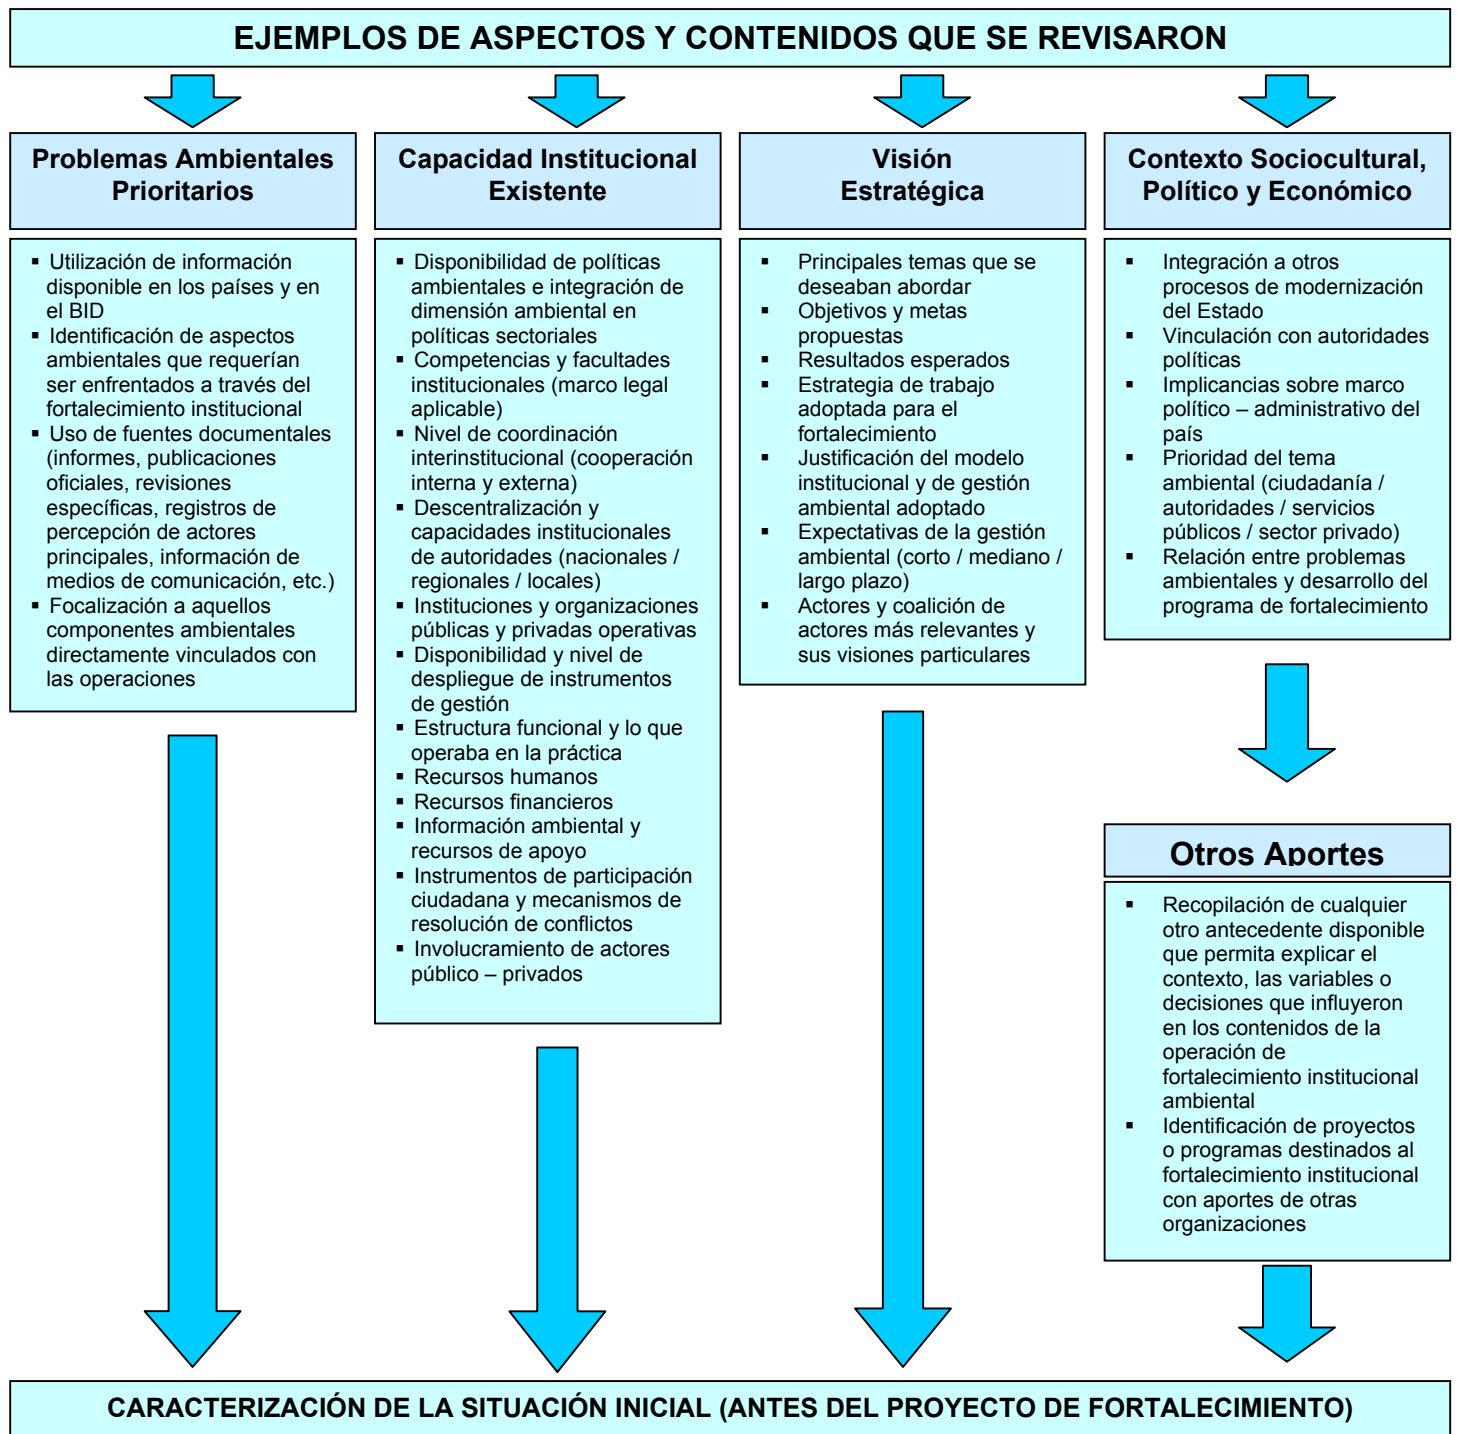 EJEMPLOS DE ASPECTOS Y CONTENIDOS QUE SE REVISARON
Problemas Ambientales
Prioritarios
▪ Utilización de información
disponible en los países y en
el BID
▪ Identificación de aspectos
ambientales que requerían
ser enfrentados a través del
fortalecimiento institucional
▪ Uso de fuentes documentales
(informes, publicaciones
oficiales, revisiones
específicas, registros de
percepción de actores
principales, información de
medios de comunicación, etc.)
▪ Focalización a aquellos
componentes ambientales
directamente vinculados con
las operaciones
Capacidad Institucional
Existente
▪ Disponibilidad de políticas
ambientales e integración de
dimensión ambiental en
políticas sectoriales
▪ Competencias y facultades
institucionales (marco legal
aplicable)
▪ Nivel de coordinación
interinstitucional (cooperación
interna y externa)
▪ Descentralización y
capacidades institucionales
de autoridades (nacionales /
regionales / locales)
▪ Instituciones y organizaciones
públicas y privadas operativas
▪ Disponibilidad y nivel de
despliegue de instrumentos
de gestión
▪ Estructura funcional y lo que
operaba en la práctica
▪ Recursos humanos
▪ Recursos financieros
▪ Información ambiental y
recursos de apoyo
▪ Instrumentos de participación
ciudadana y mecanismos de
resolución de conflictos
▪ Involucramiento de actores
público – privados
Visión
Estratégica
▪ Principales temas que se
deseaban abordar
▪ Objetivos y metas
propuestas
▪ Resultados esperados
▪ Estrategia de trabajo
adoptada para el
fortalecimiento
▪ Justificación del modelo
institucional y de gestión
ambiental adoptado
▪ Expectativas de la gestión
ambiental (corto / mediano /
largo plazo)
▪ Actores y coalición de
actores más relevantes y
sus visiones particulares
Contexto Sociocultural,
Político y Económico
▪ Integración a otros
procesos de modernización
del Estado
▪ Vinculación con autoridades
políticas
▪ Implicancias sobre marco
político – administrativo del
país
▪ Prioridad del tema
ambiental (ciudadanía /
autoridades / servicios
públicos / sector privado)
▪ Relación entre problemas
ambientales y desarrollo del
programa de fortalecimiento
Otros Aportes
▪ Recopilación de cualquier
otro antecedente disponible
que permita explicar el
contexto, las variables o
decisiones que influyeron
en los contenidos de la
operación de
fortalecimiento institucional
ambiental
▪ Identificación de proyectos
o programas destinados al
fortalecimiento institucional
con aportes de otras
organizaciones
CARACTERIZACIÓN DE LA SITUACIÓN INICIAL (ANTES DEL PROYECTO DE FORTALECIMIENTO)